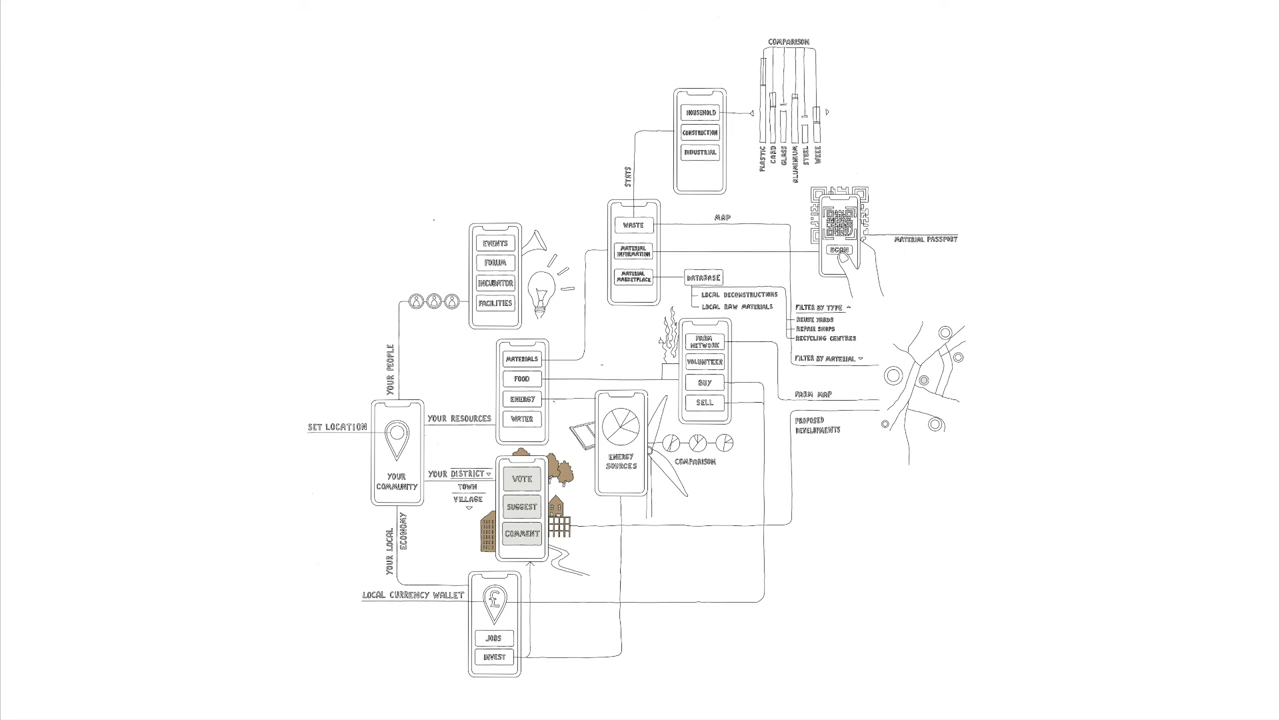 COMPARISON
HOUSEHOLD
CONSTRUCTION
INDUSTRIAL
PLASTIC
CARD
GLASS
ALUMINIUM
STEEL
WEEE
STATS
WASTE
MATERIAL
INFORMATION
MATERIAL
MARKETPLACE
MAP
SCAN
MATERIAL PASSPORT
DATABASE
LOCAL DECONSTRUCTIONS
LOCAL RAW MATERIALS
FILTER BY TYPE
REUSE YARDS
REPAIR SHOPS
RECYCLING CENTRES
FILTER BY MATERIAL
FARM MAP
PROPOSED
DEVELOPMENTS
EVENTS
FORUM
INCUBATOR
FACILITIES
YOUR PEOPLE
MATERIALS
FOOD
ENERGY
WATER
FARM
NETWORK
VOLUNTEER
BUY
SELL
ENERGY
SOURCES
COMPARISON
SET LOCATION
YOUR
COMMUNITY
YOUR RESOURCES
YOUR DISTRICT
TOWN
VILLAGE
VOTE
SUGGEST
COMMENT
YOUR LOCAL
ECONOMY
LOCAL CURRENCY WALLET
£
JOBS
INVEST